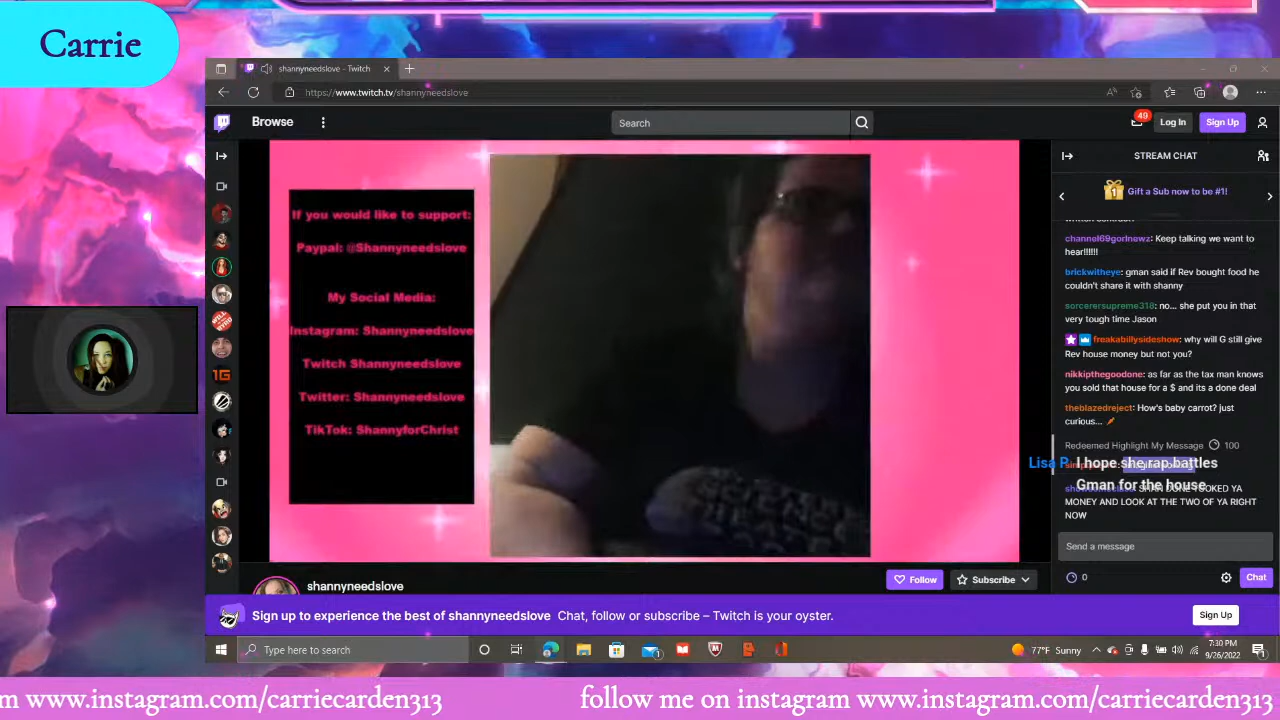 Carrie
shannyneedslove - Twitch
https://www.twitch.tv/shannyneedslove
Browse
Search
49
Log In
Sign Up
STREAM CHAT
Gift a Sub now to be #1!
If you would like to support:
Paypal: @Shannyneedslove
My Social Media:
Instagram: Shannyneedslove
Twitch Shannyneedslove
Twitter: Shannyneedslove
TikTok: ShannyforChrist
channel69gorlnewz: Keep talking we want to
hear!!!!!!
brickwitheye: gman said if Rev bought food he
couldn't share it with shanny
sorcerersupreme318: no... she put you in that
very tough time Jason
freakabillysideshow: why will G still give
Rev house money but not you?
nikkipthegoodone: as far as the tax man knows
you sold that house for a $ and its a done deal
theblazedreject: How's baby carrot? just
curious...
Redeemed Highlight My Message 100
Lisa P I hope she rap battles
Gman for the house
YA
MONEY AND LOOK AT THE TWO OF YA RIGHT
NOW
Send a message
0
Chat
shannyneedslove
Follow
Subscribe
Sign up to experience the best of shannyneedslove Chat, follow or subscribe – Twitch is your oyster.
Sign Up
Type here to search
77°F Sunny
7:30 PM
9/26/2022
m www.instagram.com/carriecarden313 follow me on instagram www.instagram.com/carriecarden313